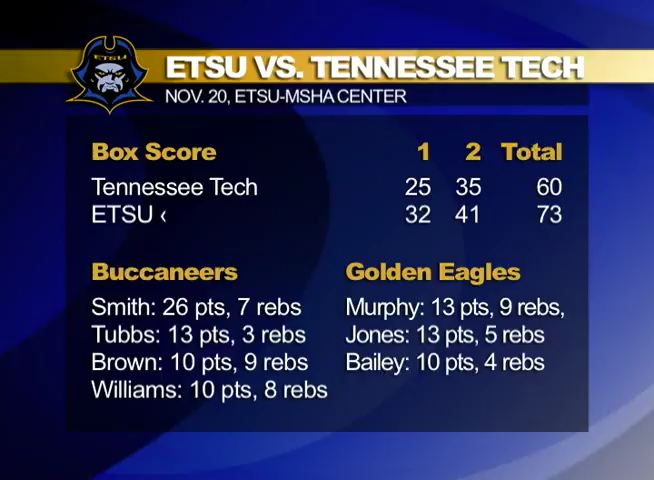 ETSU
ETSU VS. TENNESSEE TECH
NOV. 20, ETSU-MSHA CENTER
Box Score 1 2 Total
Tennessee Tech 25 35 60
ETSU ‹ 32 41 73
Buccaneers
Smith: 26 pts, 7 rebs
Tubbs: 13 pts, 3 rebs
Brown: 10 pts, 9 rebs
Williams: 10 pts, 8 rebs
Golden Eagles
Murphy: 13 pts, 9 rebs,
Jones: 13 pts, 5 rebs
Bailey: 10 pts, 4 rebs